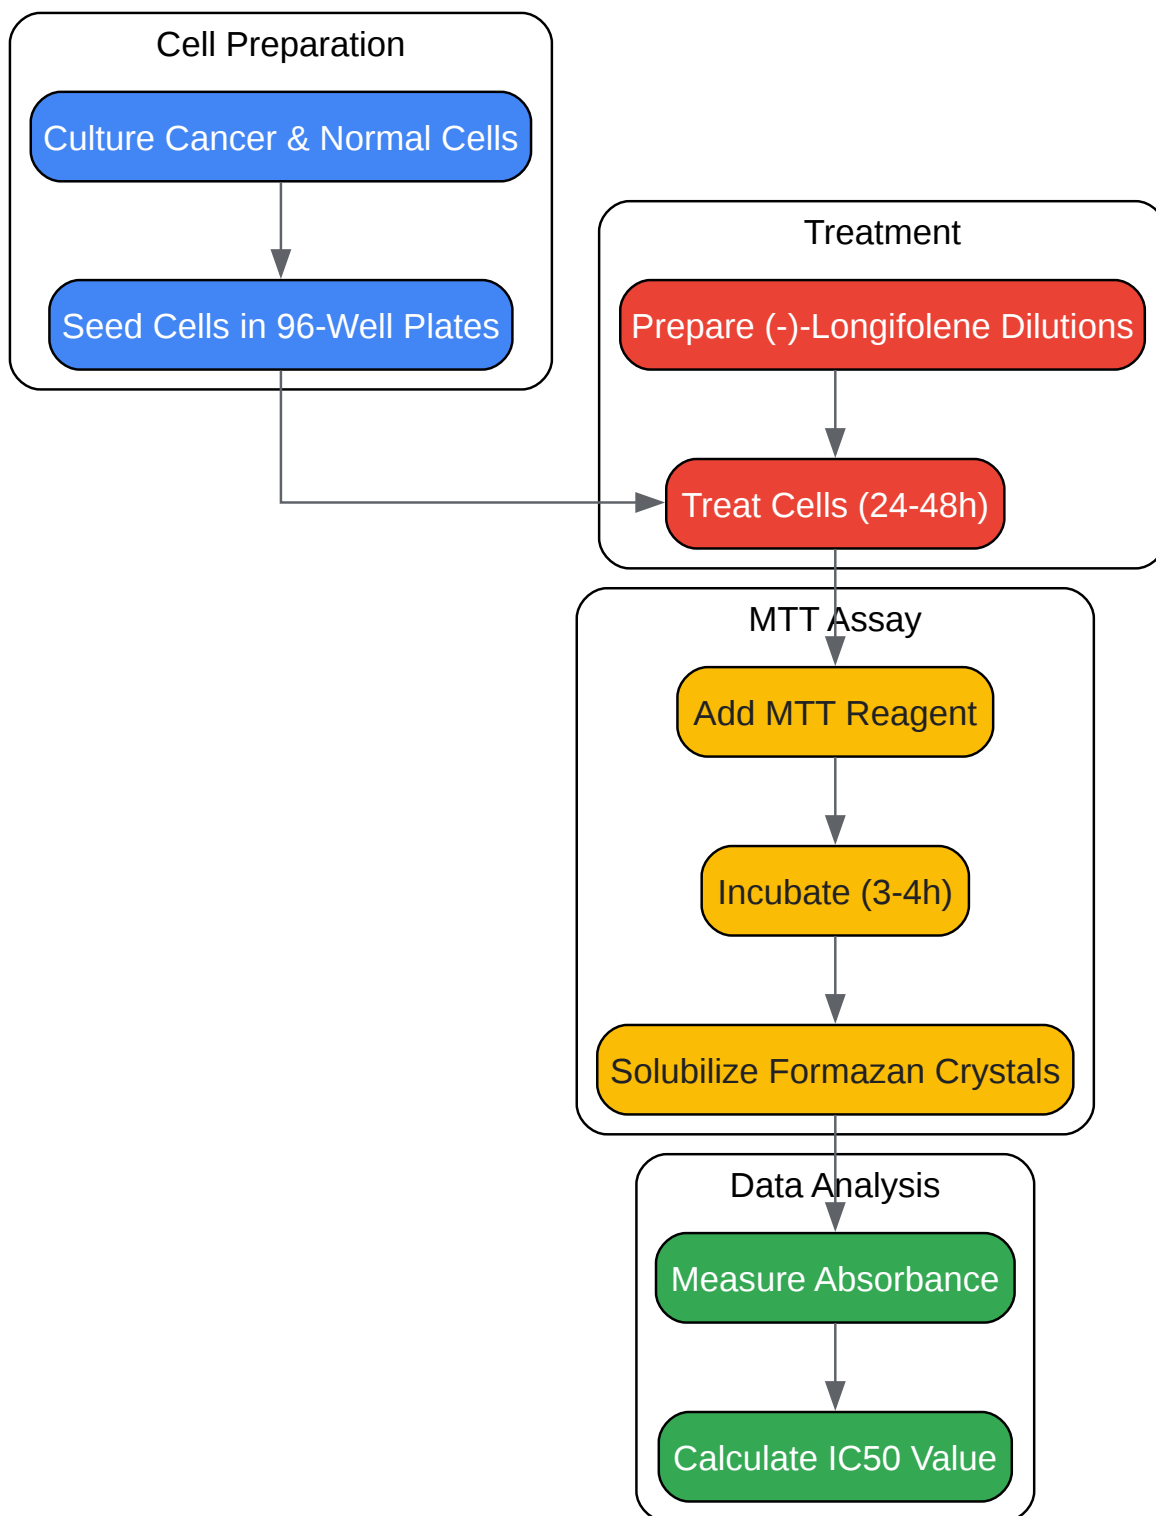 Cell Preparation
Culture Cancer & Normal Cells
Seed Cells in 96-Well Plates
Treatment
Prepare (-)-Longifolene Dilutions
Treat Cells (24-48h)
MTT Assay
Add MTT Reagent
Incubate (3-4h)
Solubilize Formazan Crystals
Data Analysis
Measure Absorbance
Calculate IC50 Value